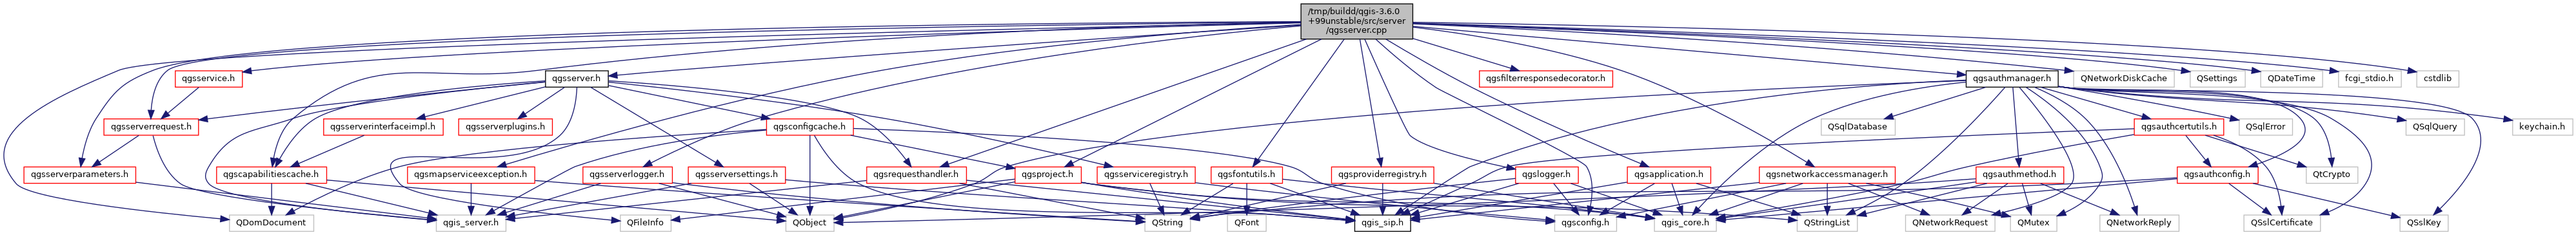 /tmp/buildd/qgis-3.6.0
+99unstable/src/server
/qgsserver.cpp
qgsservice.h
qgsserver.h
qgsfilterresponsedecorator.h
qgsauthmanager.h
QNetworkDiskCache
QSettings
QDateTime
fcgi_stdio.h
cstdlib
qgsserverrequest.h
qgsserverinterfaceimpl.h
qgsserverplugins.h
qgsconfigcache.h
QSqlDatabase
qgsauthcertutils.h
QSqlError
QSqlQuery
keychain.h
qgsserverparameters.h
qgscapabilitiescache.h
qgsmapserviceexception.h
qgsserverlogger.h
qgsserversettings.h
qgsrequesthandler.h
qgsproject.h
qgsserviceregistry.h
qgsfontutils.h
qgsproviderregistry.h
qgslogger.h
qgsapplication.h
qgsnetworkaccessmanager.h
qgsauthmethod.h
qgsauthconfig.h
QtCrypto
QDomDocument
qgis_server.h
QFileInfo
QObject
QString
QFont
qgis_sip.h
qgsconfig.h
qgis_core.h
QStringList
QNetworkRequest
QMutex
QNetworkReply
QSslCertificate
QSslKey